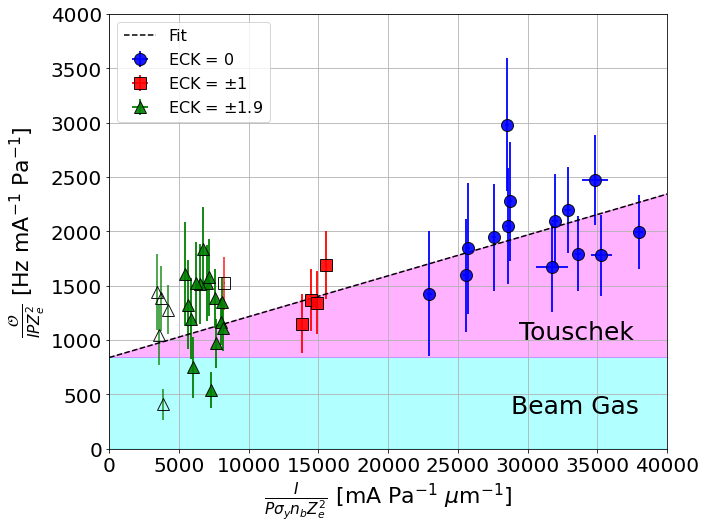 4000
3500
3000
2500
2000
1500
1000
500
0
0 5000 10000 15000 20000 25000 30000 35000 40000
Fit
ECK = 0
ECK = ±1
ECK = ±1.9
Touschek
Beam Gas
𝒪/IPZ_e^2 [Hz mA⁻¹ Pa⁻¹]
I/Pσ_y n_b Z_e^2 [mA Pa⁻¹ μm⁻¹]